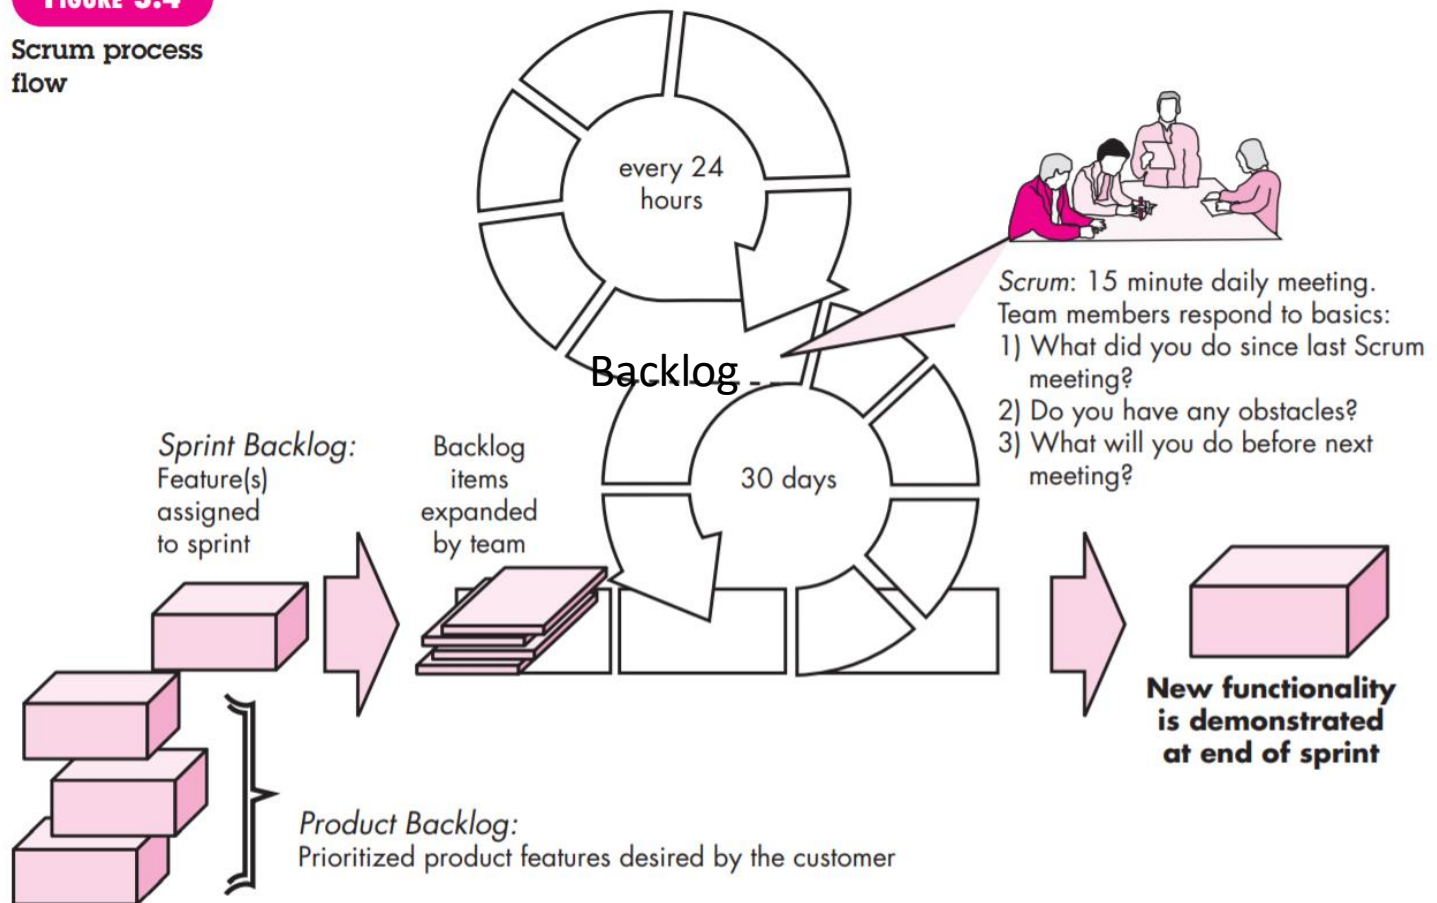 FIGURE 3.4
Scrum process
flow
every 24
hours
Scrum: 15 minute daily meeting.
Team members respond to basics:
1) What did you do since last Scrum
meeting?
2) Do you have any obstacles?
3) What will you do before next
meeting?
Backlog
Sprint Backlog:
Feature(s)
assigned
to sprint
Backlog
items
expanded
by team
30 days
New functionality
is demonstrated
at end of sprint
Product Backlog:
Prioritized product features desired by the customer